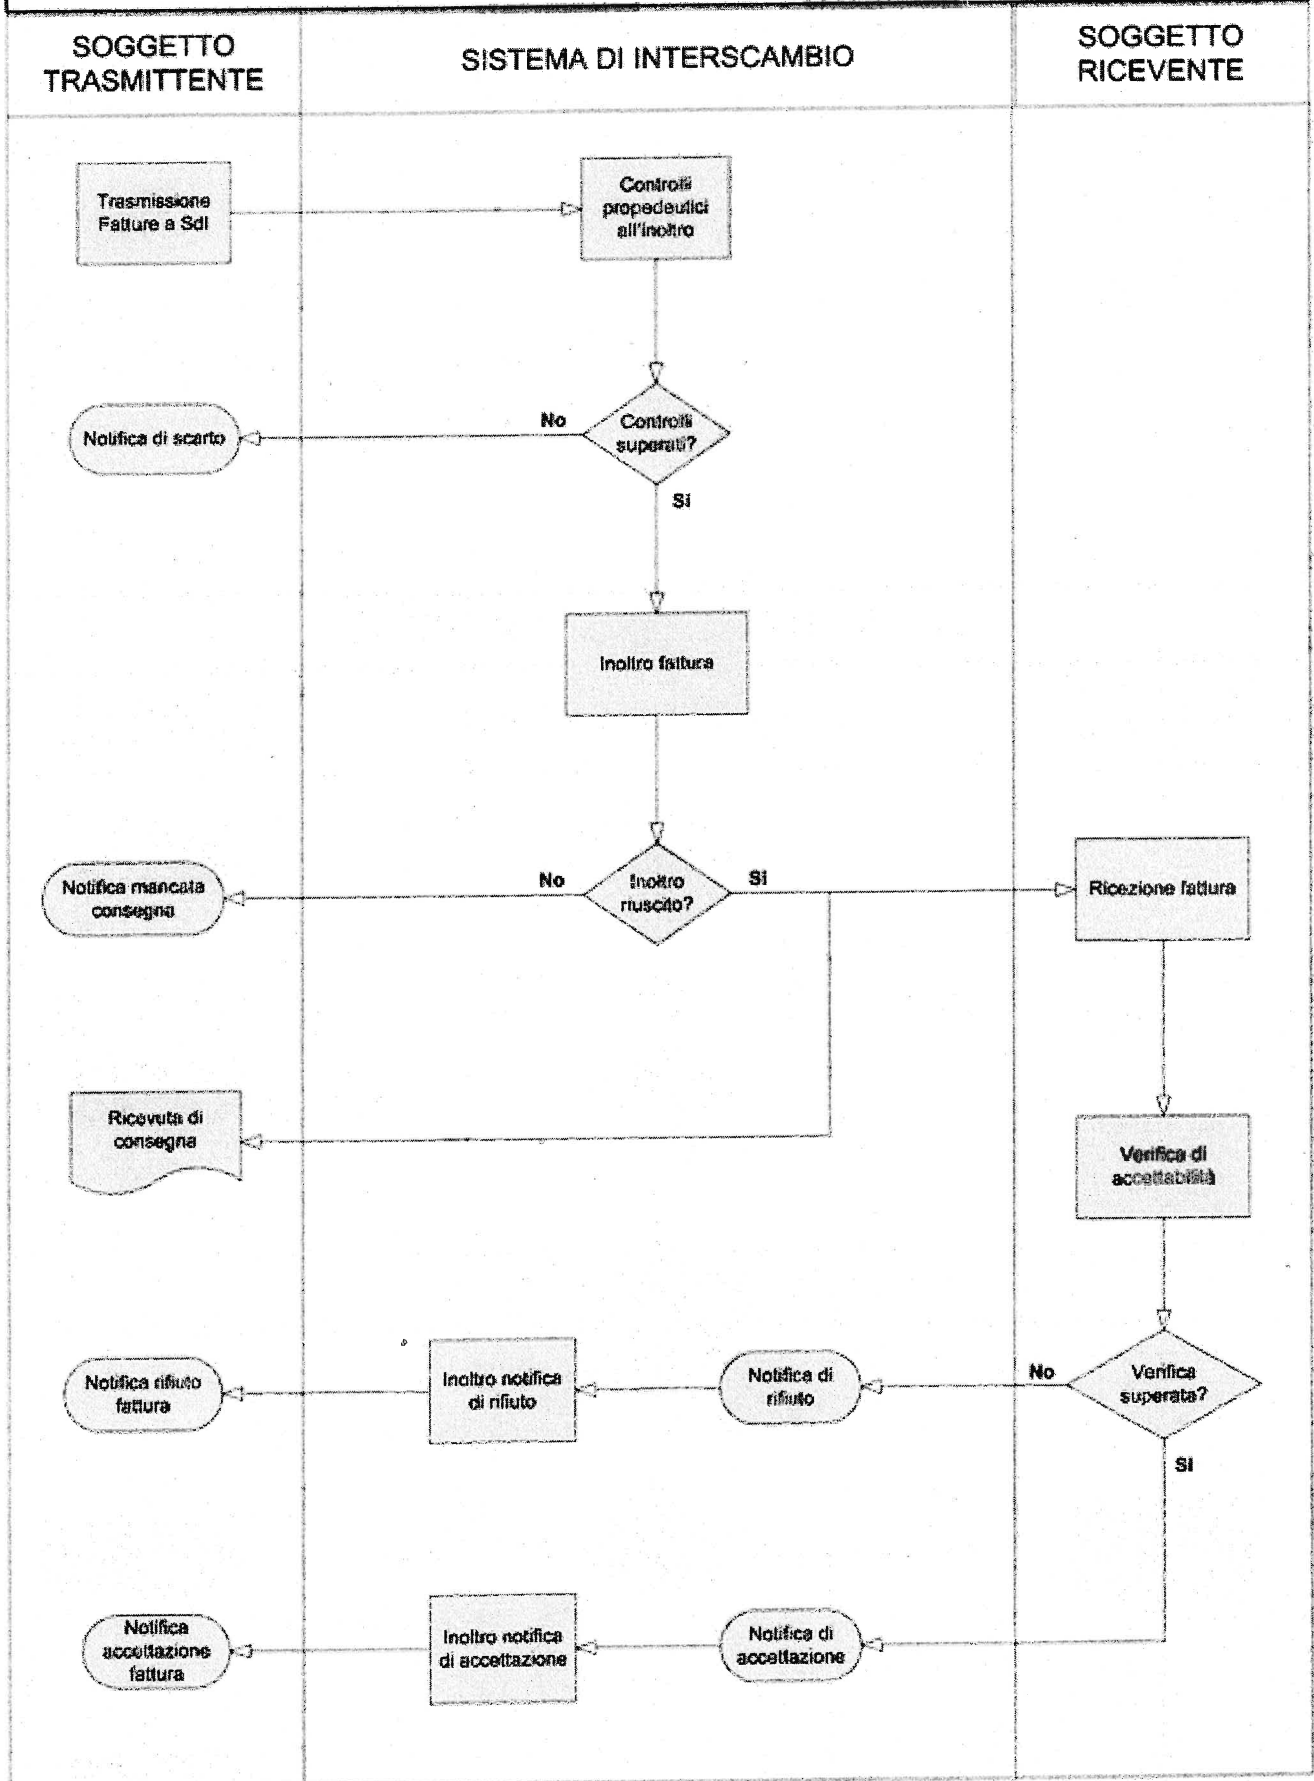 SOGGETTO
TRASMITTENTE
SISTEMA DI INTERSCAMBIO
SOGGETTO
RICEVENTE
Trasmissione
Fatture a SdI
Controlli
propedeutici
all'inoltro
No
Controlli
superati?
Notifica di scarto
Si
Inoltro fattura
Notifica mancata
consegna
No
Inoltro
riuscito?
Si
Ricezione fattura
Ricevuta di
consegna
Verifica di
accettabilità
Notifica rifiuto
fattura
Inoltro notifica
di rifiuto
Notifica di
rifiuto
No
Verifica
superata?
SI
Notifica
accettazione
fattura
Inoltro notifica
di accettazione
Notifica di
accettazione